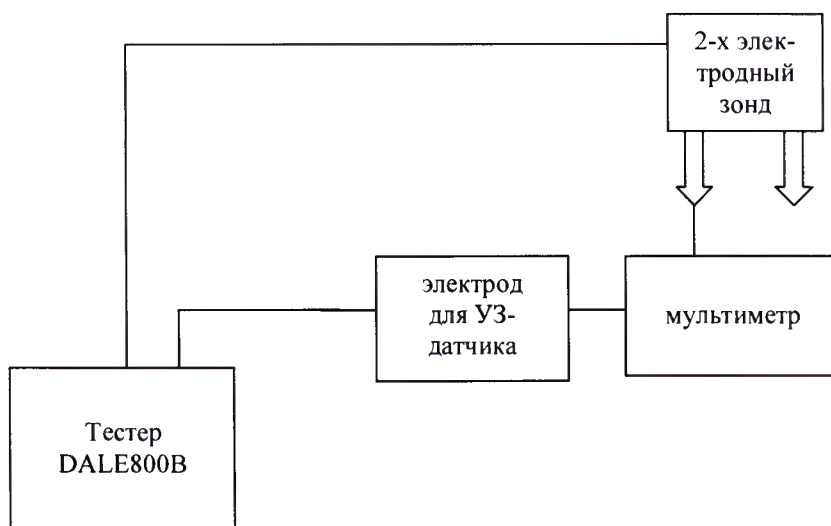 2-х элек-
тродный
зонд
электрод
для УЗ-
датчика
мультиметр
Тестер
DALE800B